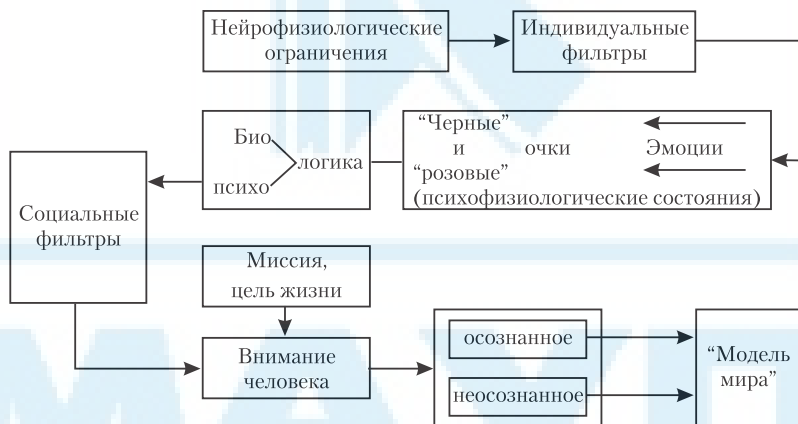 Нейрофизиологические
ограничения
Индивидуальные
фильтры
“Черные”
и очки Эмоции
“розовые”
(психофизиологические состояния)
Био
логика
психо
Социальные
фильтры
Миссия,
цель жизни
Внимание
человека
осознанное
неосознанное
“Модель
мира”
МАУП